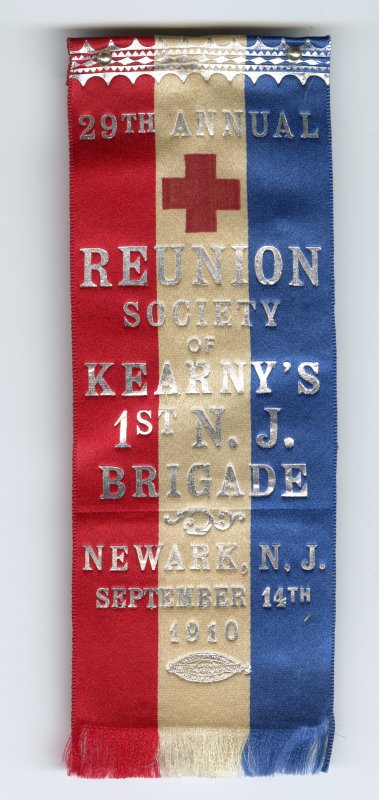 29TH ANNUAL
REUNION
SOCIETY
OF
KEARNY'S
1ST N. J.
BRIGADE
NEWARK, N. J.
SEPTEMBER 14TH
1910